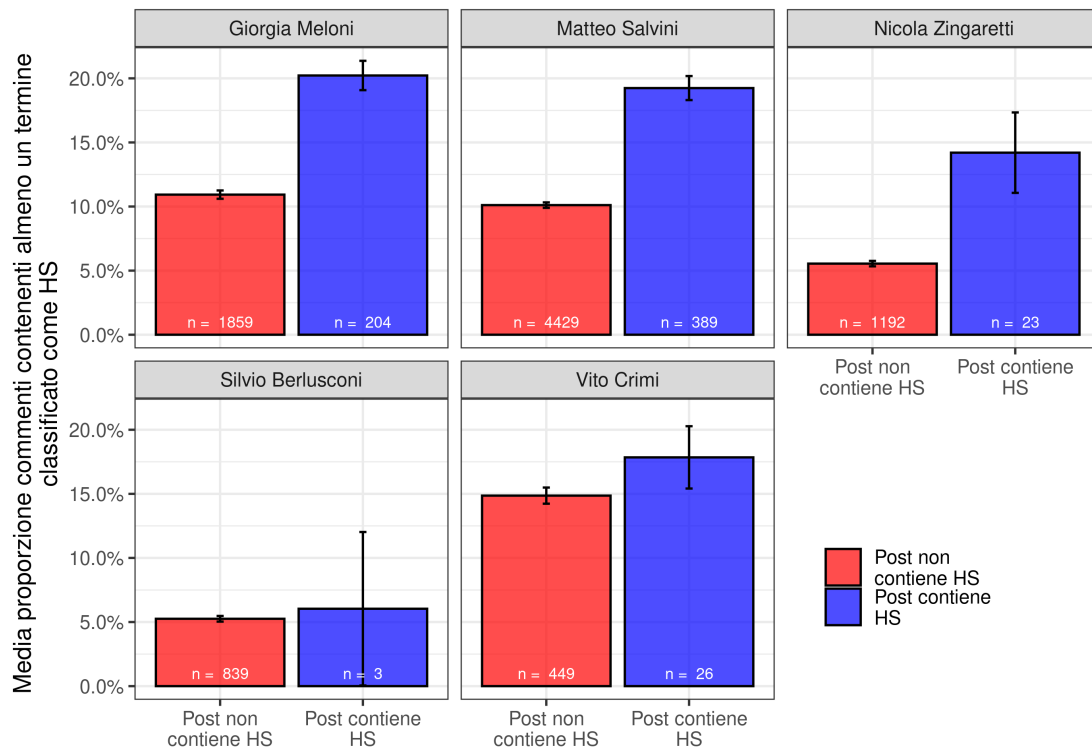 Media proporzione commenti contenenti almeno un termine
classificato come HS
Giorgia Meloni
Matteo Salvini
Nicola Zingaretti
20.0%
15.0%
10.0%
5.0%
0.0%
n = 1859
n = 204
n = 4429
n = 389
n = 1192
n = 23
Post non
contiene HS
Post contiene
HS
Silvio Berlusconi
Vito Crimi
20.0%
15.0%
10.0%
5.0%
0.0%
n = 839
n = 3
n = 449
n = 26
Post non
contiene HS
Post contiene
HS
Post non
contiene HS
Post contiene
HS
Post non
contiene HS
Post contiene
HS